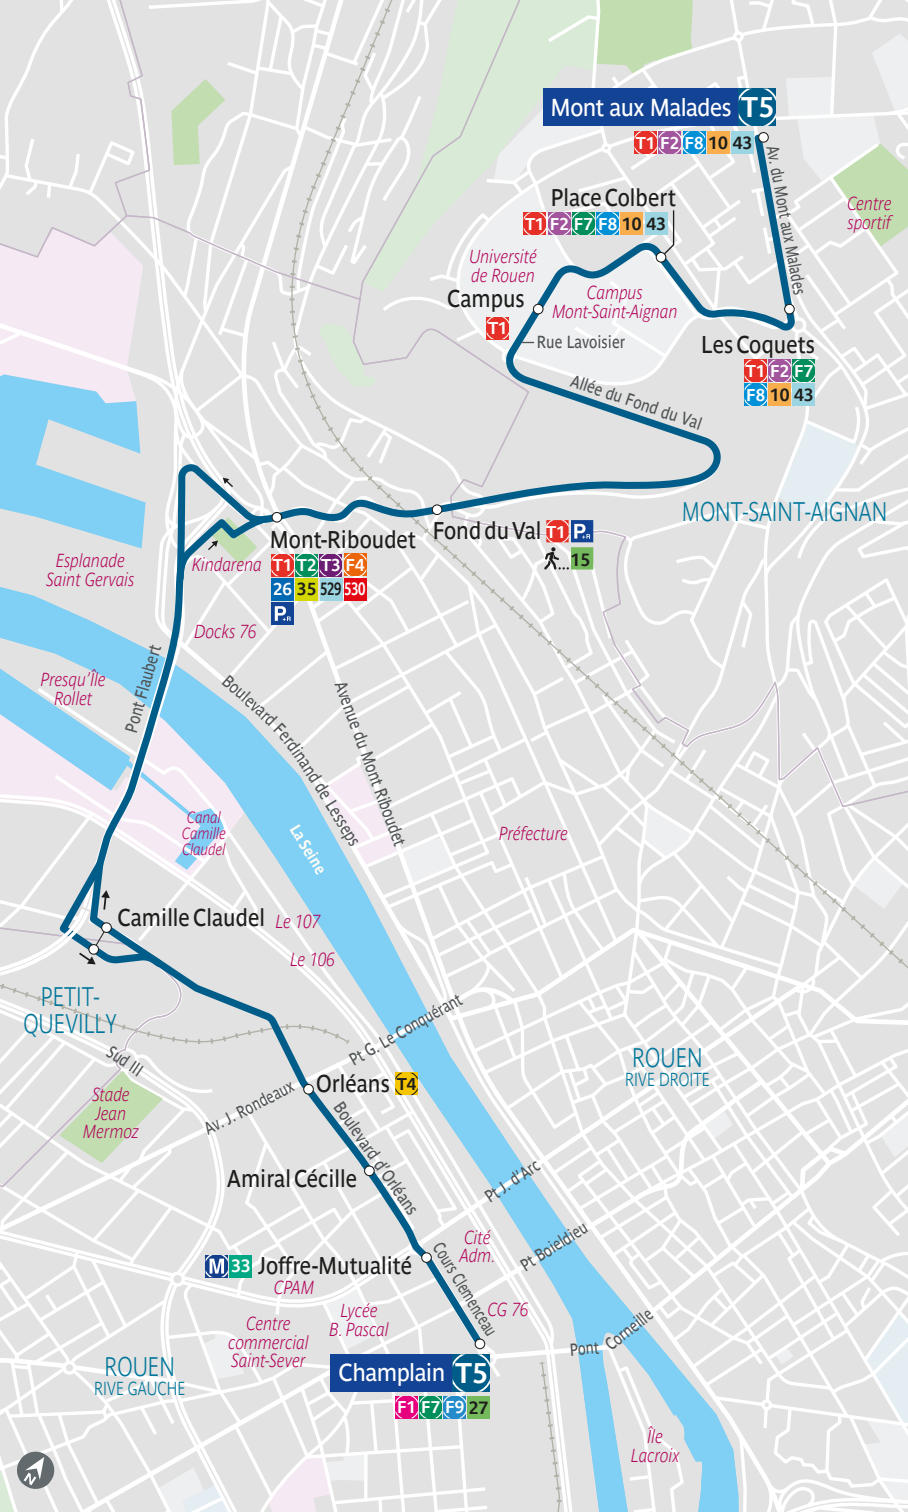 Mont aux Malades T5
T1 F2 F8 10 43
Av. du Mont aux Malades
Centre
sportif
Place Colbert
T1 F2 F7 F8 10 43
Université
de Rouen
Campus
T1
Campus
Mont-Saint-Aignan
Rue Lavoisier
Les Coquets
T1 F2 F7
F8 10 43
Allée du Fond du Val
MONT-SAINT-AIGNAN
Fond du Val T1 P+R
...15
Mont-Riboudet
T1 T2 T3 F4
26 35 529 530
P+R
Kindarena
Esplanade
Saint Gervais
Docks 76
Presqu'Île
Rollet
Pont Flaubert
Boulevard Ferdinand de Lesseps
Avenue du Mont Riboudet
Canal
Camille
Claudel
La Seine
Préfecture
Camille Claudel
Le 107
Le 106
PETIT-
QUEVILLY
Sud III
Pt G. Le Conquérant
ROUEN
RIVE DROITE
Stade
Jean
Mermoz
Av. J. Rondeaux
Orléans T4
Boulevard d'Orléans
Amiral Cécille
Pt J. d'Arc
Cité
Adm.
Pt Boieldieu
M 33 Joffre-Mutualité
CPAM
Cours Clemenceau
CG 76
Lycée
B. Pascal
Centre
commercial
Saint-Sever
Pont Corneille
ROUEN
RIVE GAUCHE
Champlain T5
F1 F7 F9 27
Île
Lacroix
N